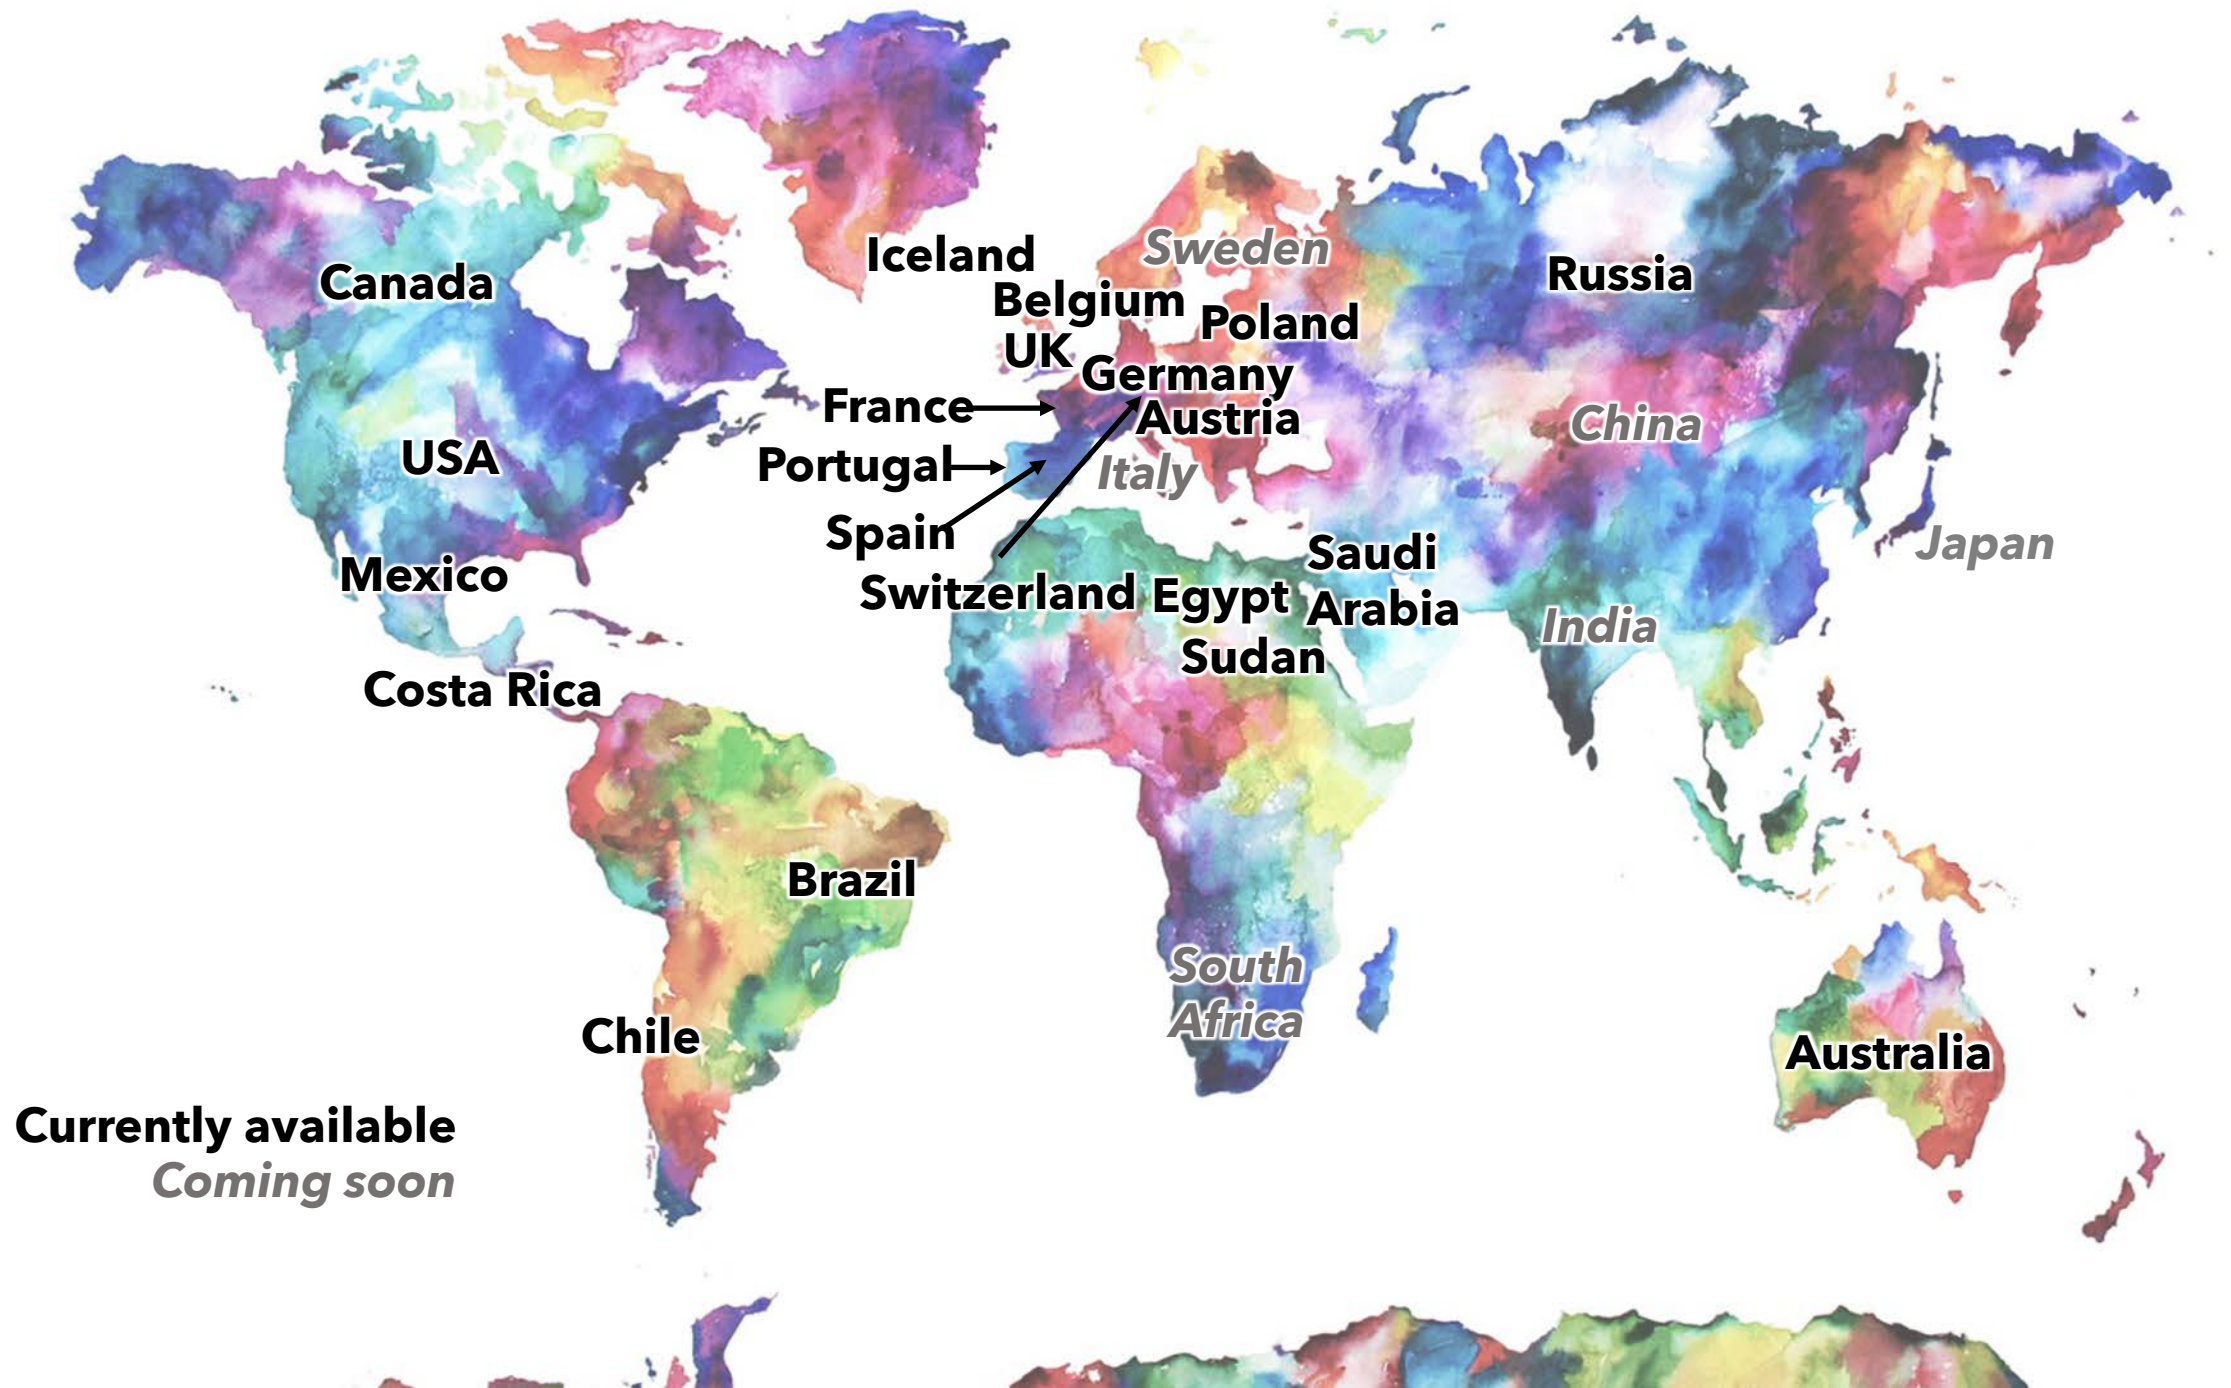 Iceland
Sweden
Canada
Russia
Belgium
Poland
UK
Germany
France
Austria
China
USA
Portugal
Italy
Spain
Japan
Saudi
Arabia
Mexico
Switzerland
Egypt
India
Sudan
Costa Rica
Brazil
South
Africa
Chile
Australia
Currently available
Coming soon